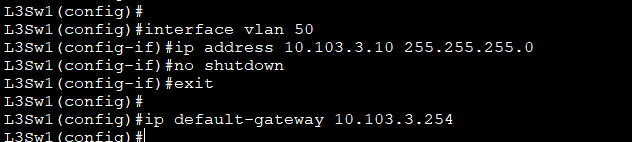 L3Sw1(config)#
L3Sw1(config)#interface vlan 50
L3Sw1(config-if)#ip address 10.103.3.10 255.255.255.0
L3Sw1(config-if)#no shutdown
L3Sw1(config-if)#exit
L3Sw1(config)#
L3Sw1(config)#ip default-gateway 10.103.3.254
L3Sw1(config)#